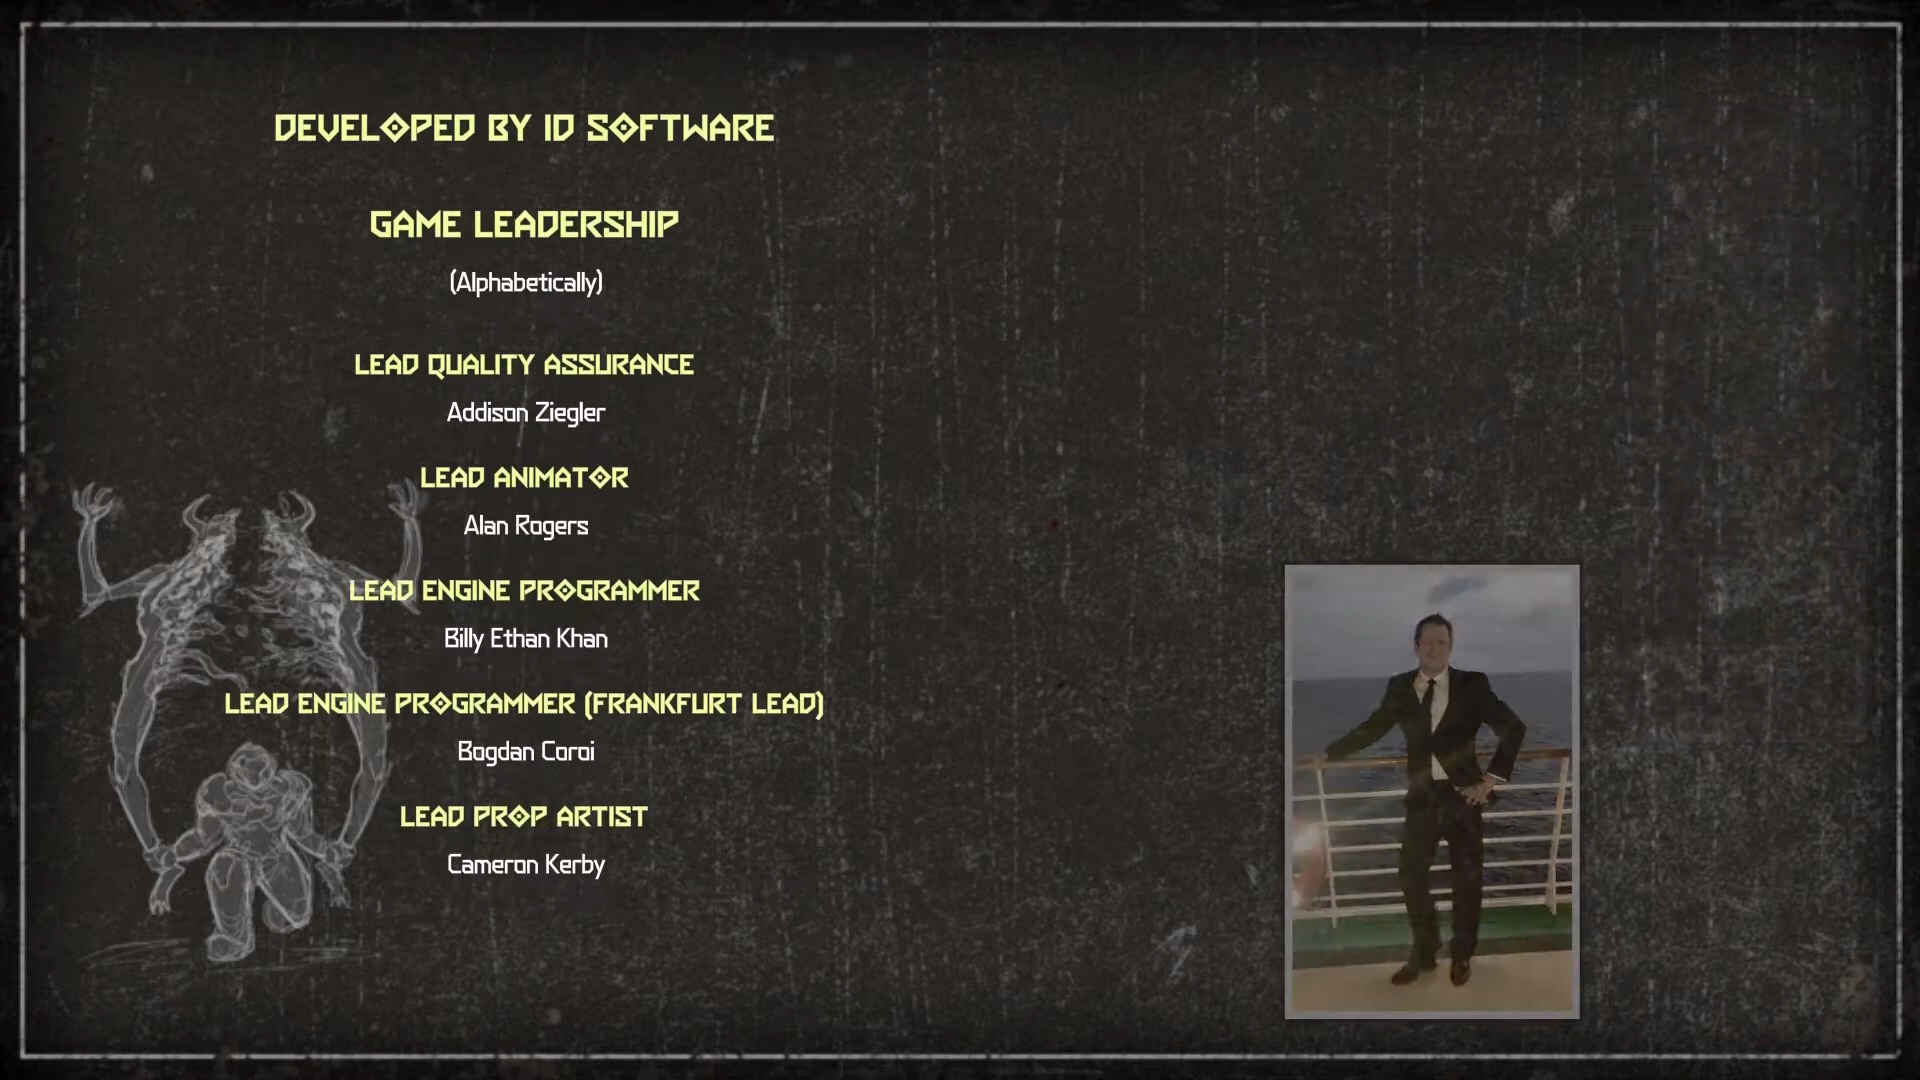 DEVELOPED BY ID SOFTWARE
GAME LEADERSHIP
(Alphabetically)
LEAD QUALITY ASSURANCE
Addison Ziegler
LEAD ANIMATOR
Alan Rogers
LEAD ENGINE PROGRAMMER
Billy Ethan Khan
LEAD ENGINE PROGRAMMER (FRANKFURT LEAD)
Bogdan Coroi
LEAD PROP ARTIST
Cameron Kerby